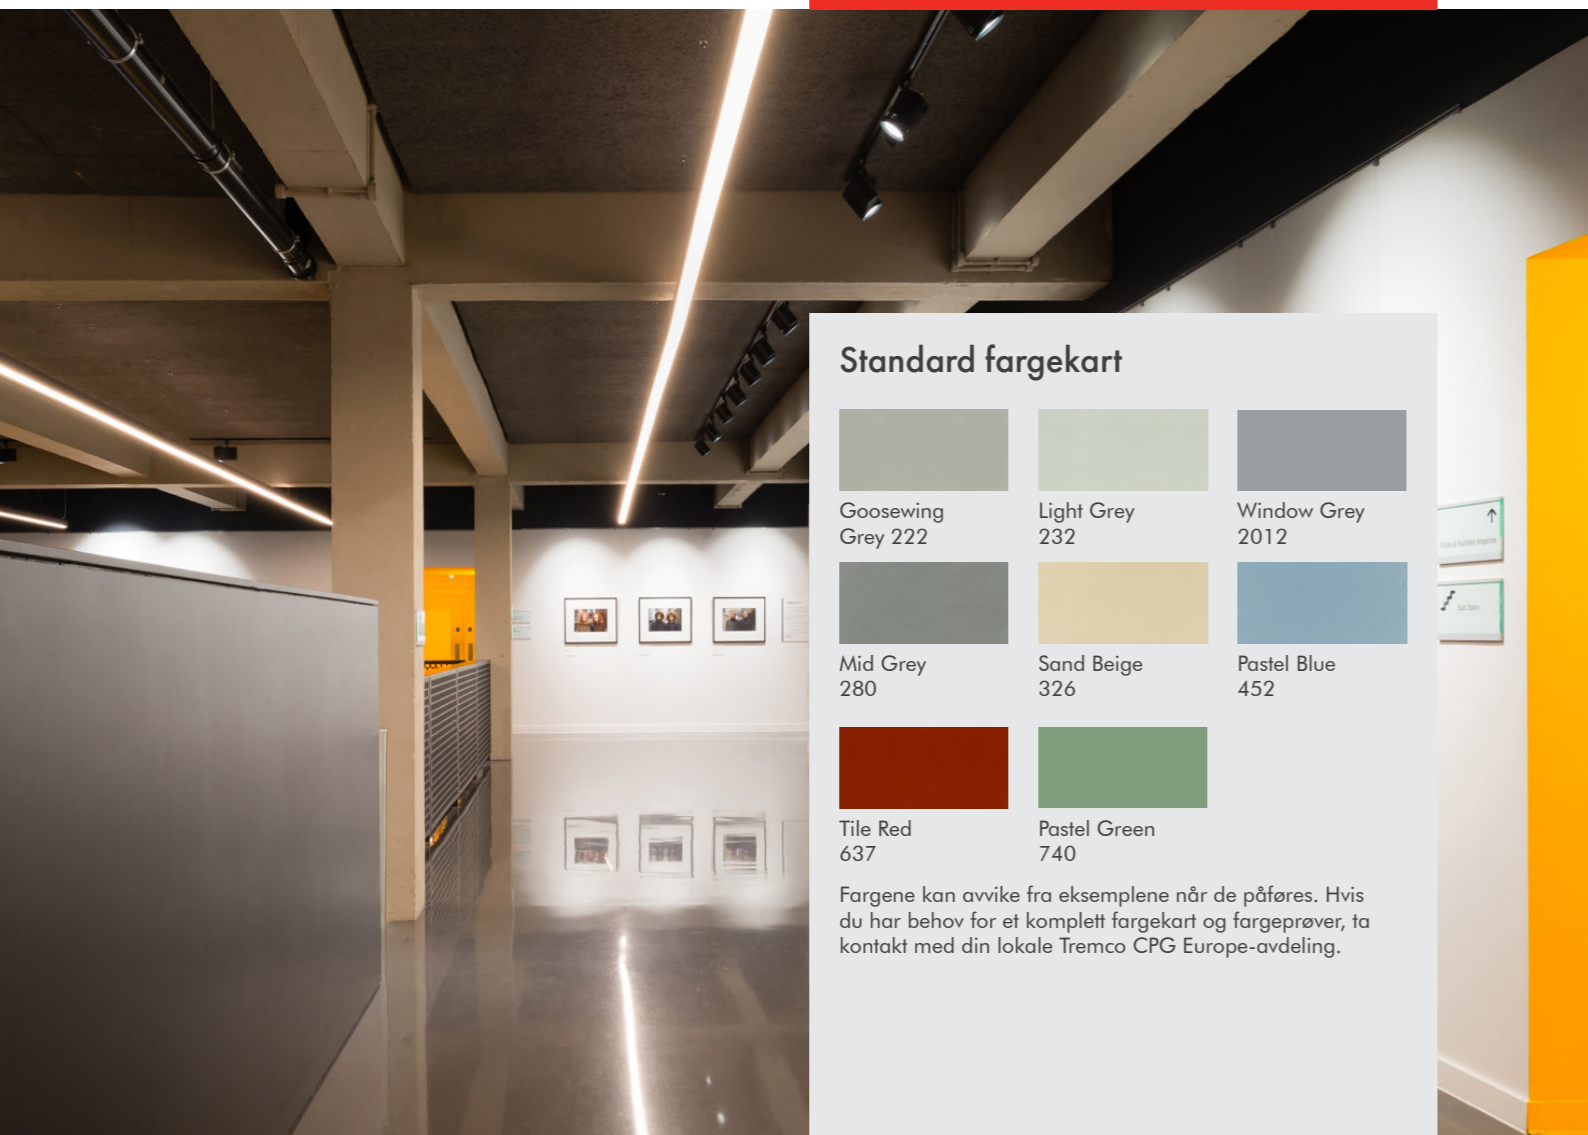 Standard fargekart
Goosewing
Grey 222
Light Grey
232
Window Grey
2012
Mid Grey
280
Sand Beige
326
Pastel Blue
452
Tile Red
637
Pastel Green
740
Fargene kan avvike fra eksemplene når de påføres. Hvis
du har behov for et komplett fargekart og fargeprøver, ta
kontakt med din lokale Tremco CPG Europe-avdeling.
East Stairs